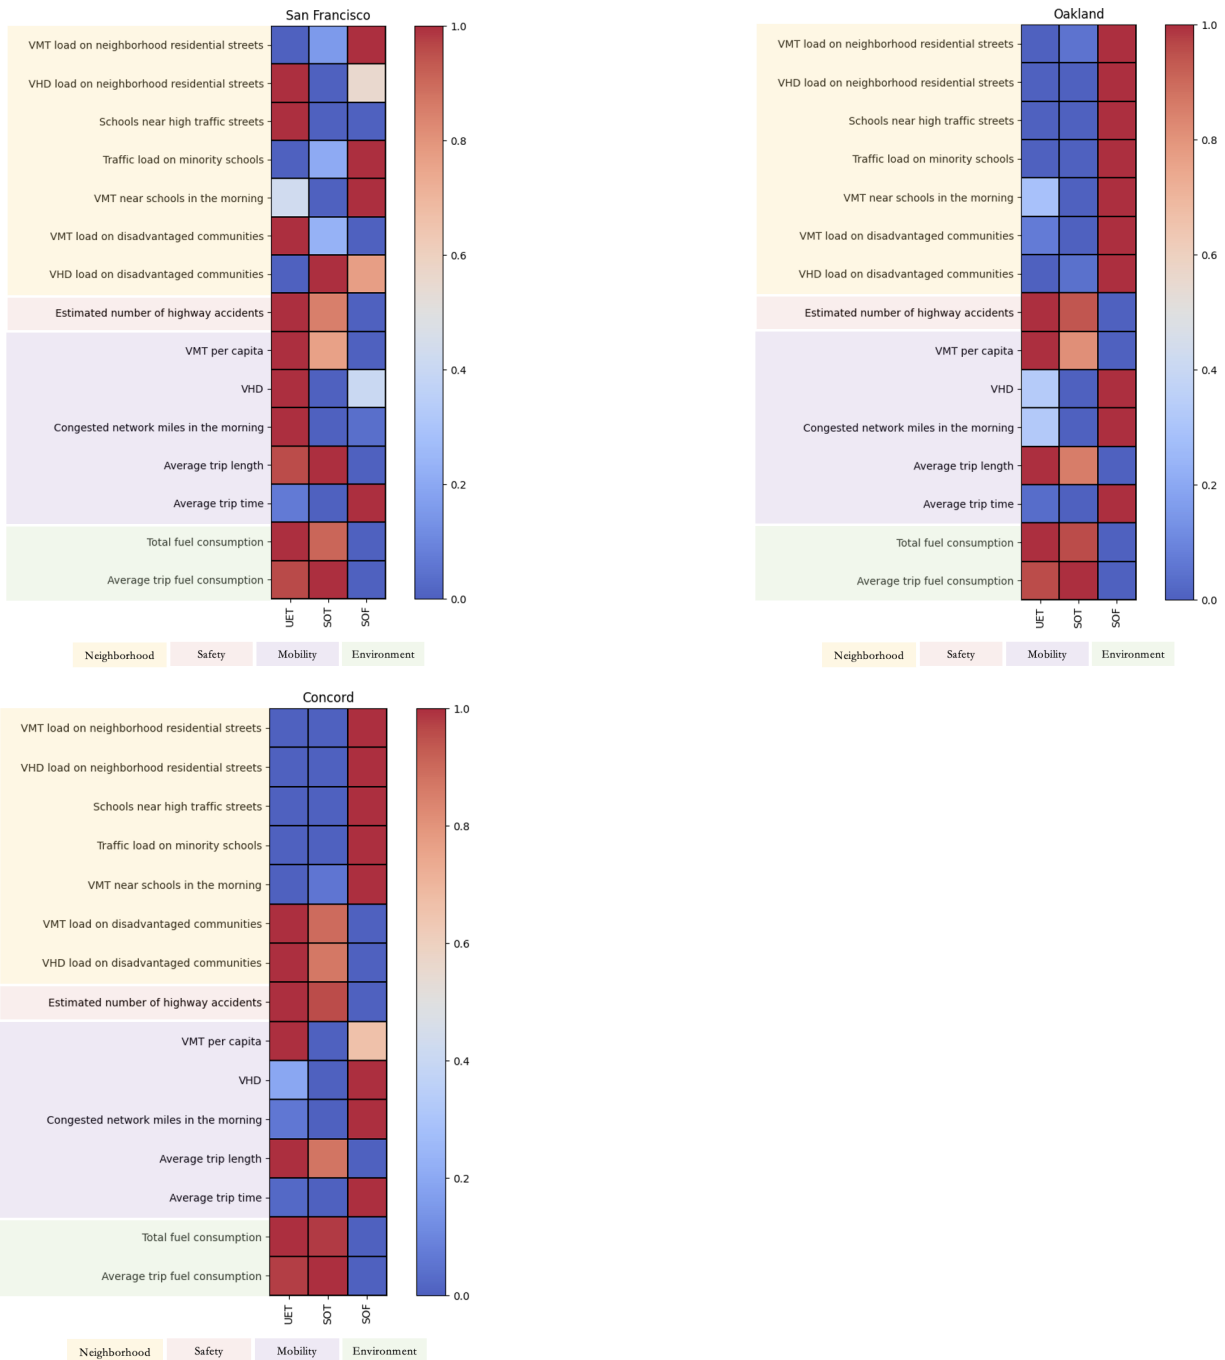 San Francisco
VMT load on neighborhood residential streets
VHD load on neighborhood residential streets
Schools near high traffic streets
Traffic load on minority schools
VMT near schools in the morning
VMT load on disadvantaged communities
VHD load on disadvantaged communities
Estimated number of highway accidents
VMT per capita
VHD
Congested network miles in the morning
Average trip length
Average trip time
Total fuel consumption
Average trip fuel consumption
UET SOT SOF
1.0
0.8
0.6
0.4
0.2
0.0
Neighborhood Safety Mobility Environment
Oakland
VMT load on neighborhood residential streets
VHD load on neighborhood residential streets
Schools near high traffic streets
Traffic load on minority schools
VMT near schools in the morning
VMT load on disadvantaged communities
VHD load on disadvantaged communities
Estimated number of highway accidents
VMT per capita
VHD
Congested network miles in the morning
Average trip length
Average trip time
Total fuel consumption
Average trip fuel consumption
UET SOT SOF
1.0
0.8
0.6
0.4
0.2
0.0
Neighborhood Safety Mobility Environment
Concord
VMT load on neighborhood residential streets
VHD load on neighborhood residential streets
Schools near high traffic streets
Traffic load on minority schools
VMT near schools in the morning
VMT load on disadvantaged communities
VHD load on disadvantaged communities
Estimated number of highway accidents
VMT per capita
VHD
Congested network miles in the morning
Average trip length
Average trip time
Total fuel consumption
Average trip fuel consumption
UET SOT SOF
1.0
0.8
0.6
0.4
0.2
0.0
Neighborhood Safety Mobility Environment